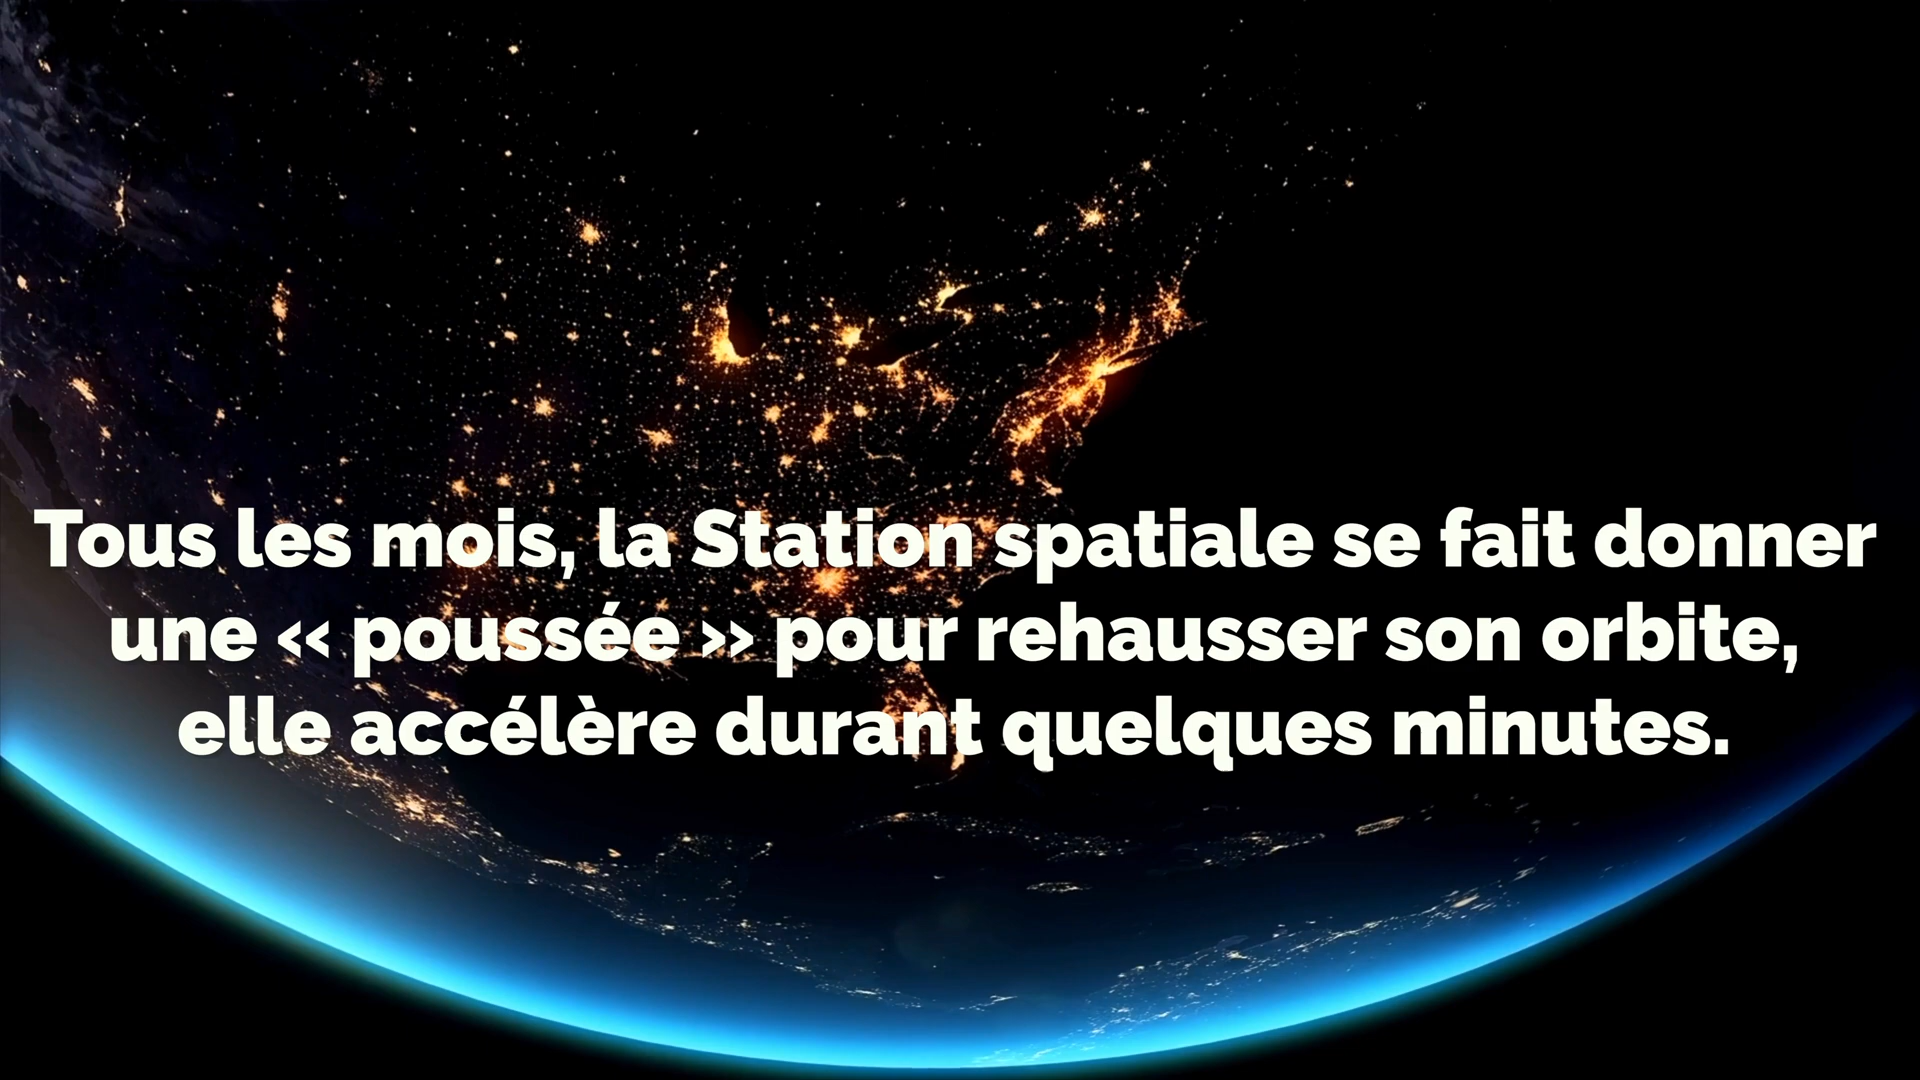 Tous les mois, la Station spatiale se fait donner
une « poussée » pour rehausser son orbite,
elle accélère durant quelques minutes.